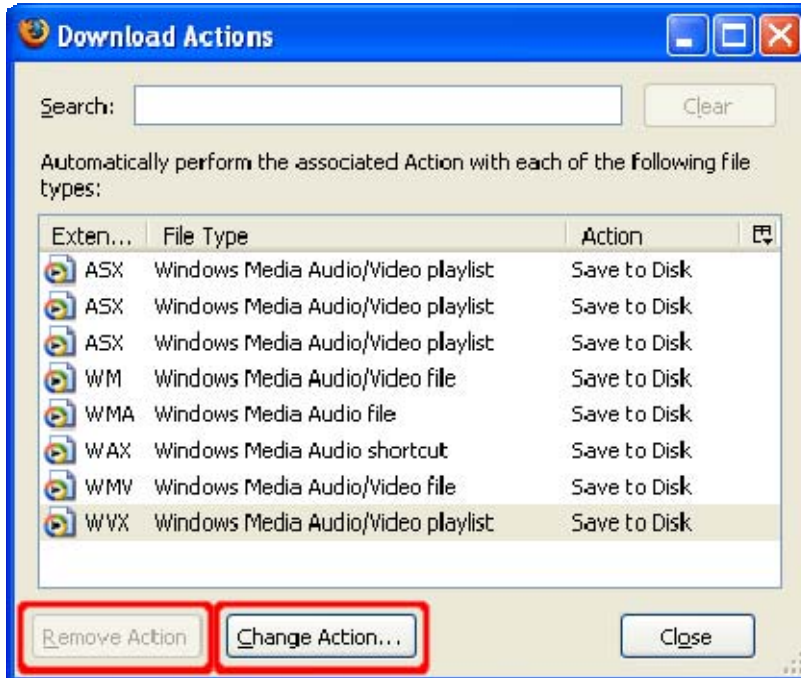 Download Actions
Search:
Clear
Automatically perform the associated Action with each of the following file
types:
Exten... File Type Action
ASX Windows Media Audio/Video playlist Save to Disk
ASX Windows Media Audio/Video playlist Save to Disk
ASX Windows Media Audio/Video playlist Save to Disk
WM Windows Media Audio/Video file Save to Disk
WMA Windows Media Audio file Save to Disk
WAX Windows Media Audio shortcut Save to Disk
WMV Windows Media Audio/Video file Save to Disk
WVX Windows Media Audio/Video playlist Save to Disk
Remove Action Change Action... Close